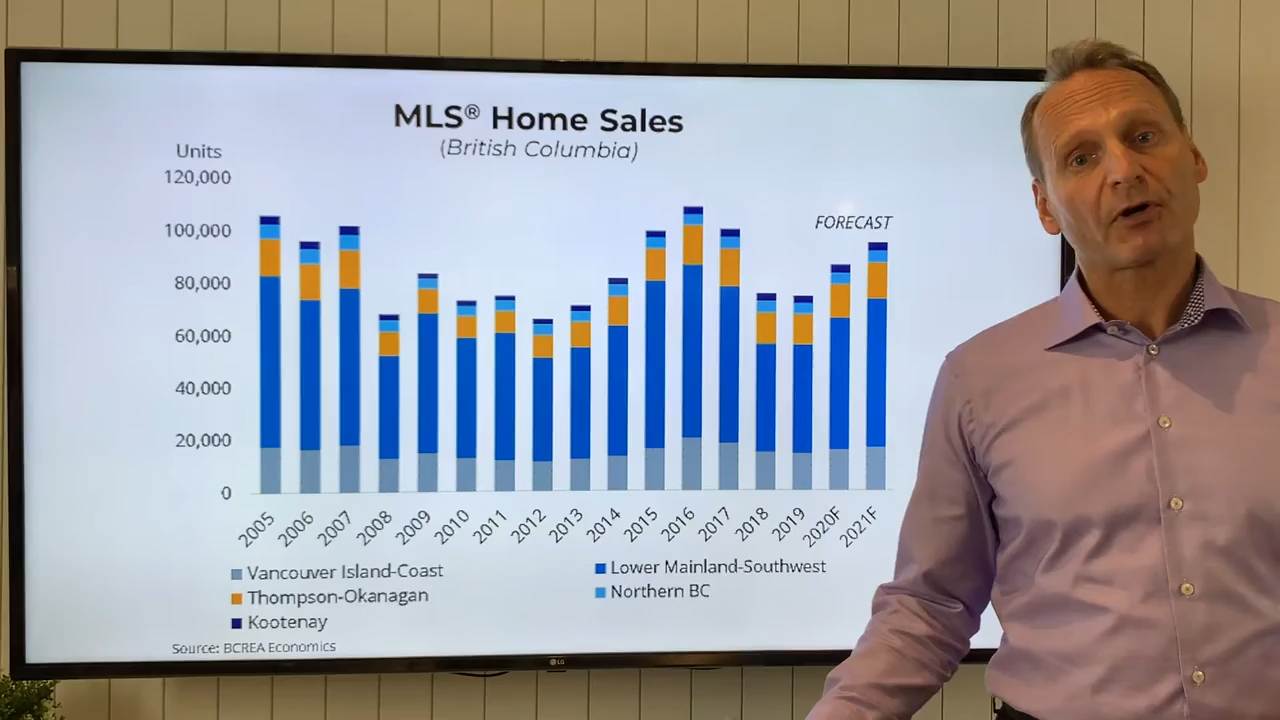 MLS® Home Sales
(British Columbia)
Units
120,000
100,000
80,000
60,000
40,000
20,000
0
FORECAST
2005
2006
2007
2008
2009
2010
2011
2012
2013
2014
2015
2016
2017
2018
2019
2020F
2021F
Vancouver Island-Coast
Lower Mainland-Southwest
Thompson-Okanagan
Northern BC
Kootenay
Source: BCREA Economics
LG